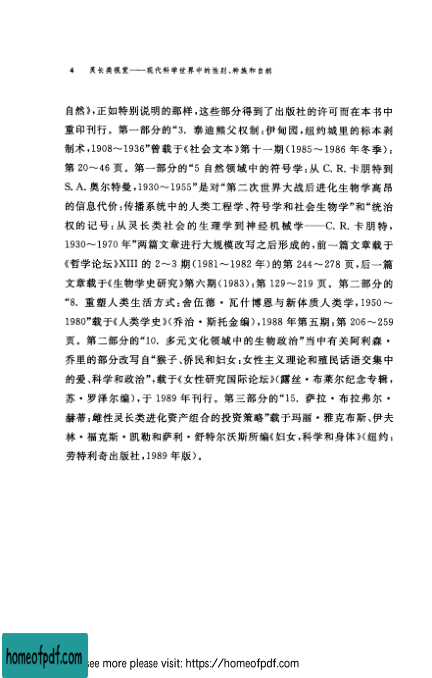 4 灵长类视觉——现代科学世界中的性别、种族和自然
自然》,正如特别说明的那样,这些部分得到了出版社的许可而在本书中
重印刊行。第一部分的“3. 泰迪熊父权制:伊甸园,纽约城里的标本剥
制术,1908~1936”曾载于《社会文本》第十一期(1985~1986 年冬季):
第 20~46 页。第一部分的“5 自然领域中的符号学:从 C. R. 卡朋特到
S. A. 奥尔特曼,1930~1955”是对“第二次世界大战后进化生物学高昂
的信息代价:传播系统中的人类工程学、符号学和社会生物学”和“统治
权的记号:从灵长类社会的生理学到神经机械学——C. R. 卡朋特,
1930~1970 年”两篇文章进行大规模改写之后形成的,前一篇文章载于
《哲学论坛》XIII 的 2~3 期(1981~1982 年)的第 244~278 页,后一篇
文章载于《生物学史研究》第六期(1983):第 129~219 页。第二部分的
“8. 重塑人类生活方式:舍伍德·瓦什博恩与新体质人类学,1950~
1980”载于《人类学史》(乔治·斯托金编),1988 年第五期:第 206~259
页。第二部分的“10. 多元文化领域中的生物政治”当中有关阿利森·
乔里的部分改写自“猴子、侨民和妇女:女性主义理论和殖民话语交集中
的爱、科学和政治”,载于《女性研究国际论坛》(露丝·布莱尔纪念专辑,
苏·罗泽尔编),于 1989 年刊行。第三部分的“15. 萨拉·布拉弗尔·
赫蒂:雌性灵长类进化资产组合的投资策略”载于玛丽·雅克布斯、伊夫
林·福克斯·凯勒和萨利·舒特尔沃斯所编《妇女,科学和身体》(纽约:
劳特利奇出版社,1989 年版)。
homeofpdf.com
see more please visit: https://homeofpdf.com